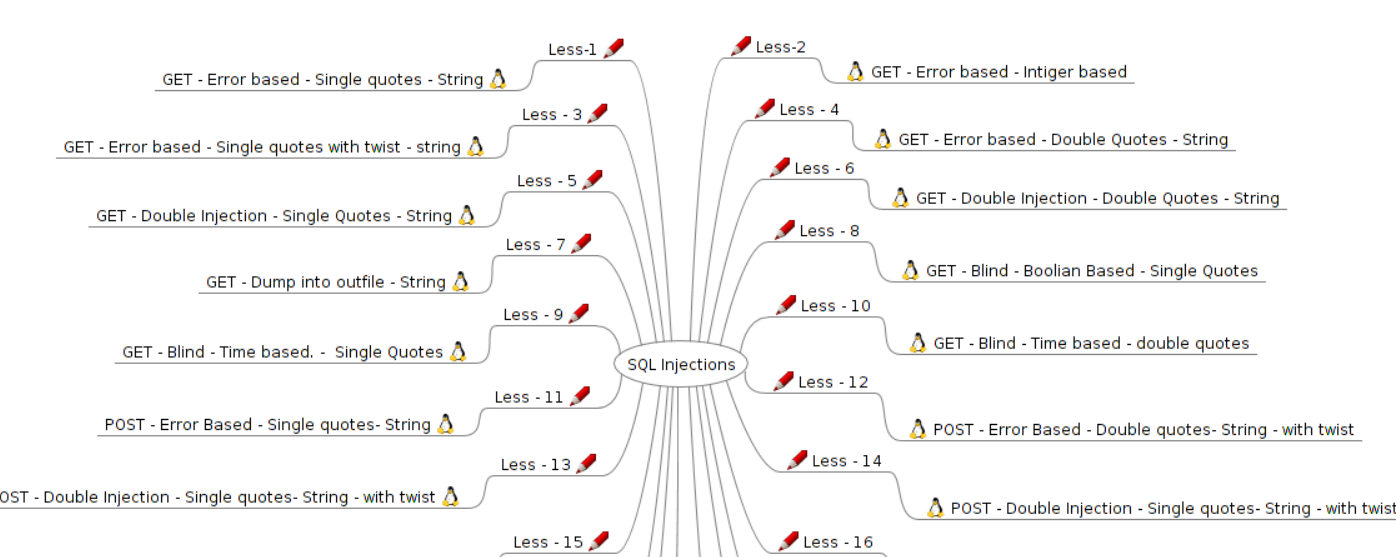 Less-1
GET - Error based - Single quotes - String
Less-2
GET - Error based - Intiger based
Less - 3
GET - Error based - Single quotes with twist - string
Less - 4
GET - Error based - Double Quotes - String
Less - 5
GET - Double Injection - Single Quotes - String
Less - 6
GET - Double Injection - Double Quotes - String
Less - 7
GET - Dump into outfile - String
Less - 8
GET - Blind - Boolian Based - Single Quotes
Less - 9
GET - Blind - Time based. -  Single Quotes
Less - 10
GET - Blind - Time based - double quotes
SQL Injections
Less - 11
POST - Error Based - Single quotes- String
Less - 12
POST - Error Based - Double quotes- String - with twist
Less - 13
OST - Double Injection - Single quotes- String - with twist
Less - 14
POST - Double Injection - Single quotes- String - with twist
Less - 15
Less - 16